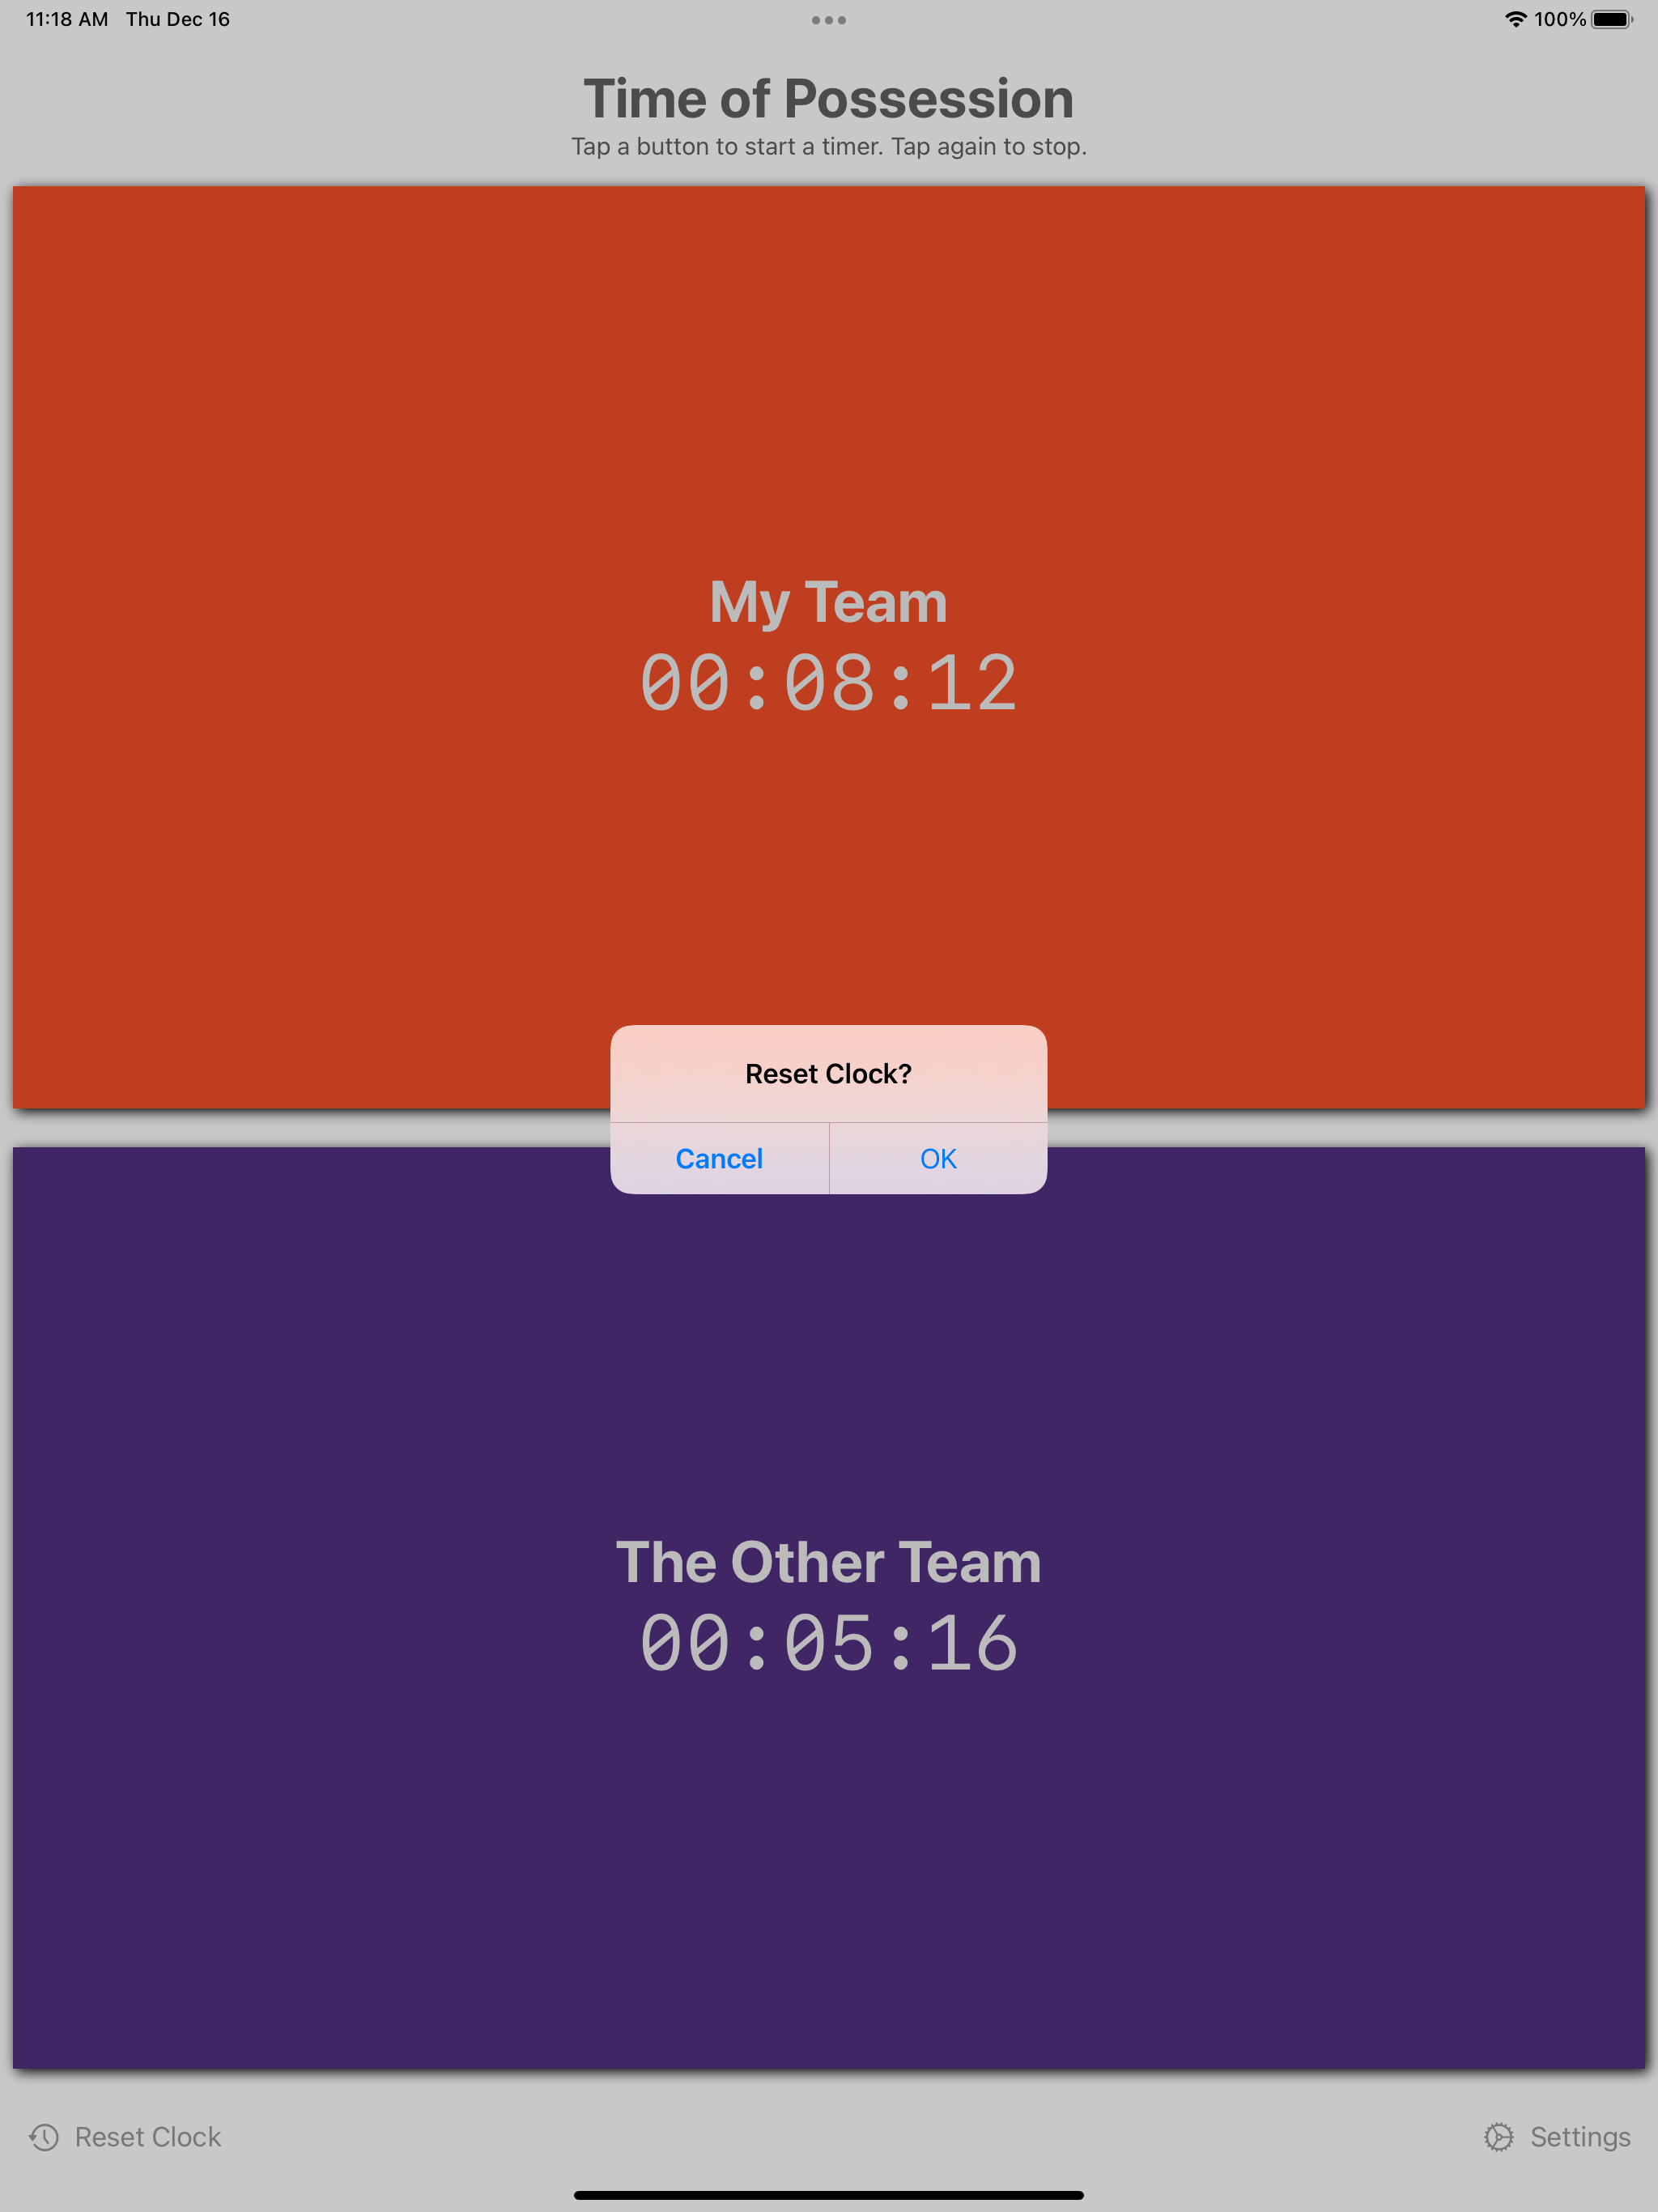 11:18 AM Thu Dec 16
100%
Time of Possession
Tap a button to start a timer. Tap again to stop.
My Team
00:08:12
Reset Clock?
Cancel OK
The Other Team
00:05:16
Reset Clock
Settings